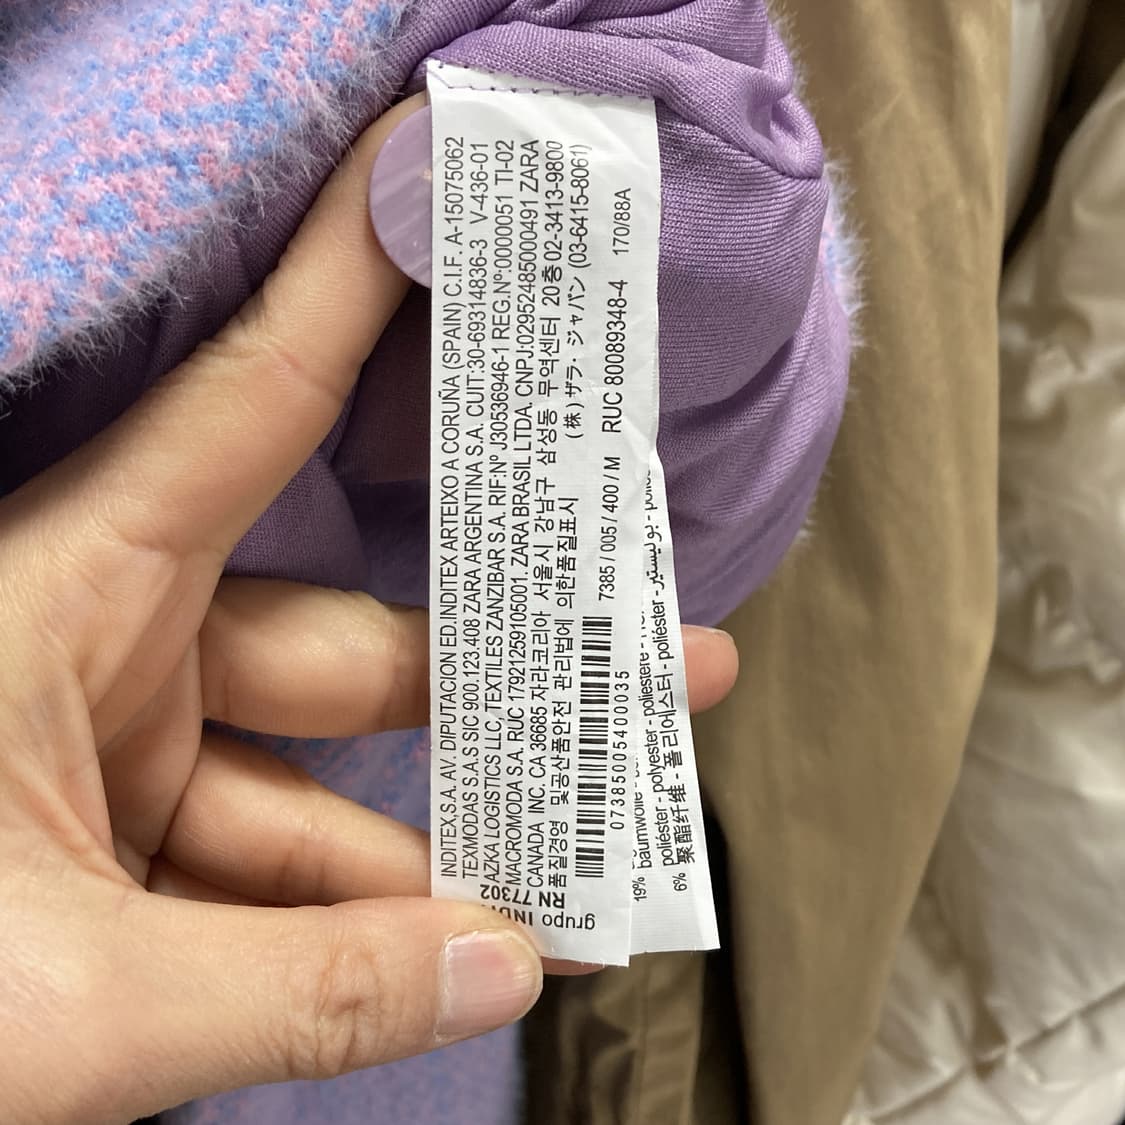 INDITEX,S.A. AV. DIPUTACION ED.INDITEX ARTEIXO A CORUÑA (SPAIN) C.I.F. A-15075062
TEXMODAS S.A.S SIC 900.123.408 ZARA ARGENTINA S.A. CUIT:30-69314836-3 V-436-01
AZKA LOGISTICS LLC, TEXTILES ZANZIBAR S.A. RIF:Nº J30536946-1 REG.Nº:0000051 TI-02
MACROMODA S.A. RUC 17921259105001. ZARA BRASIL LTDA. CNPJ:02952485000491 ZARA
CANADA INC. CA 36685 자라코리아 서울시 강남구 삼성동 무역센터 20층 02-3413-9800
품질경영 및공산품안전 관리법에 의한품질표시 (株)ザラ・ジャパン (03-6415-8061)
7385 / 005 / 400 / M RUC 80089348-4 170/88A
07385005400035
grupo
RN 77302
19% baumwolle
poliéster - polyester - poliestere
6% 聚酯纤维 - 폴리에스터 - poliéster - بوليستير